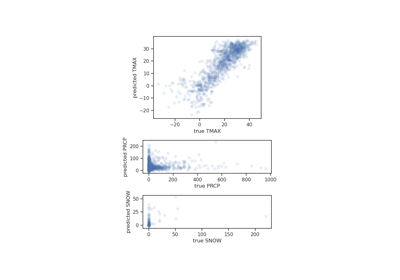 30
20
10
0
−10
−20
−20 0 20 40
predicted TMAX
true TMAX
200
100
0
0 200 400 600 800 1000
predicted PRCP
true PRCP
50
25
0
0 50 100 150 200
predicted SNOW
true SNOW